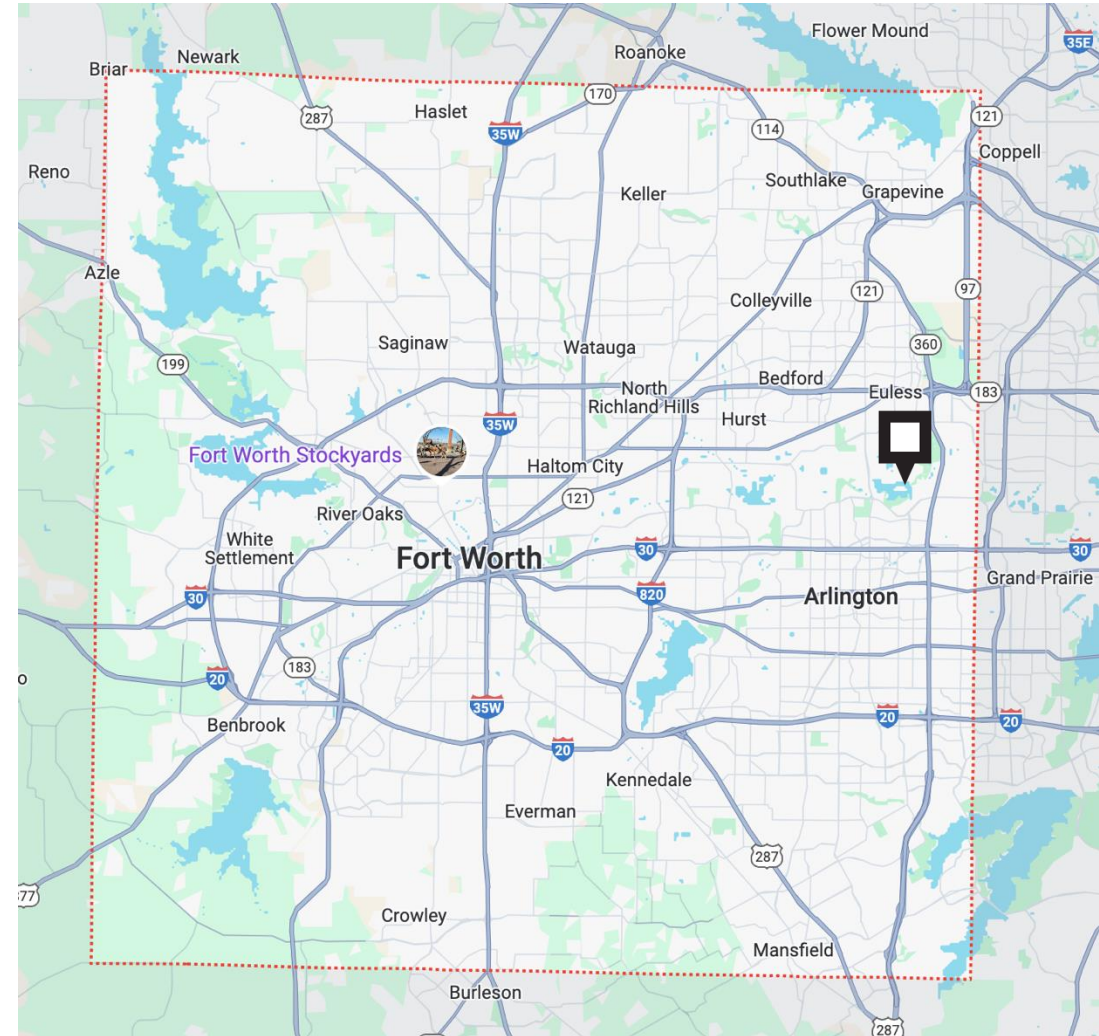 Flower Mound
35E
Newark
Roanoke
Briar
170
287
Haslet
35W
114
121
Coppell
Reno
Southlake
Keller
Grapevine
Azle
121
97
Colleyville
Saginaw
Watauga
360
199
Bedford
North
Richland Hills
Euless
183
Hurst
35W
Fort Worth Stockyards
Haltom City
121
River Oaks
White
Settlement
Fort Worth
30
30
Grand Prairie
30
820
Arlington
183
20
o
35W
Benbrook
20
20
20
Kennedale
Everman
287
77
Crowley
Mansfield
Burleson
287